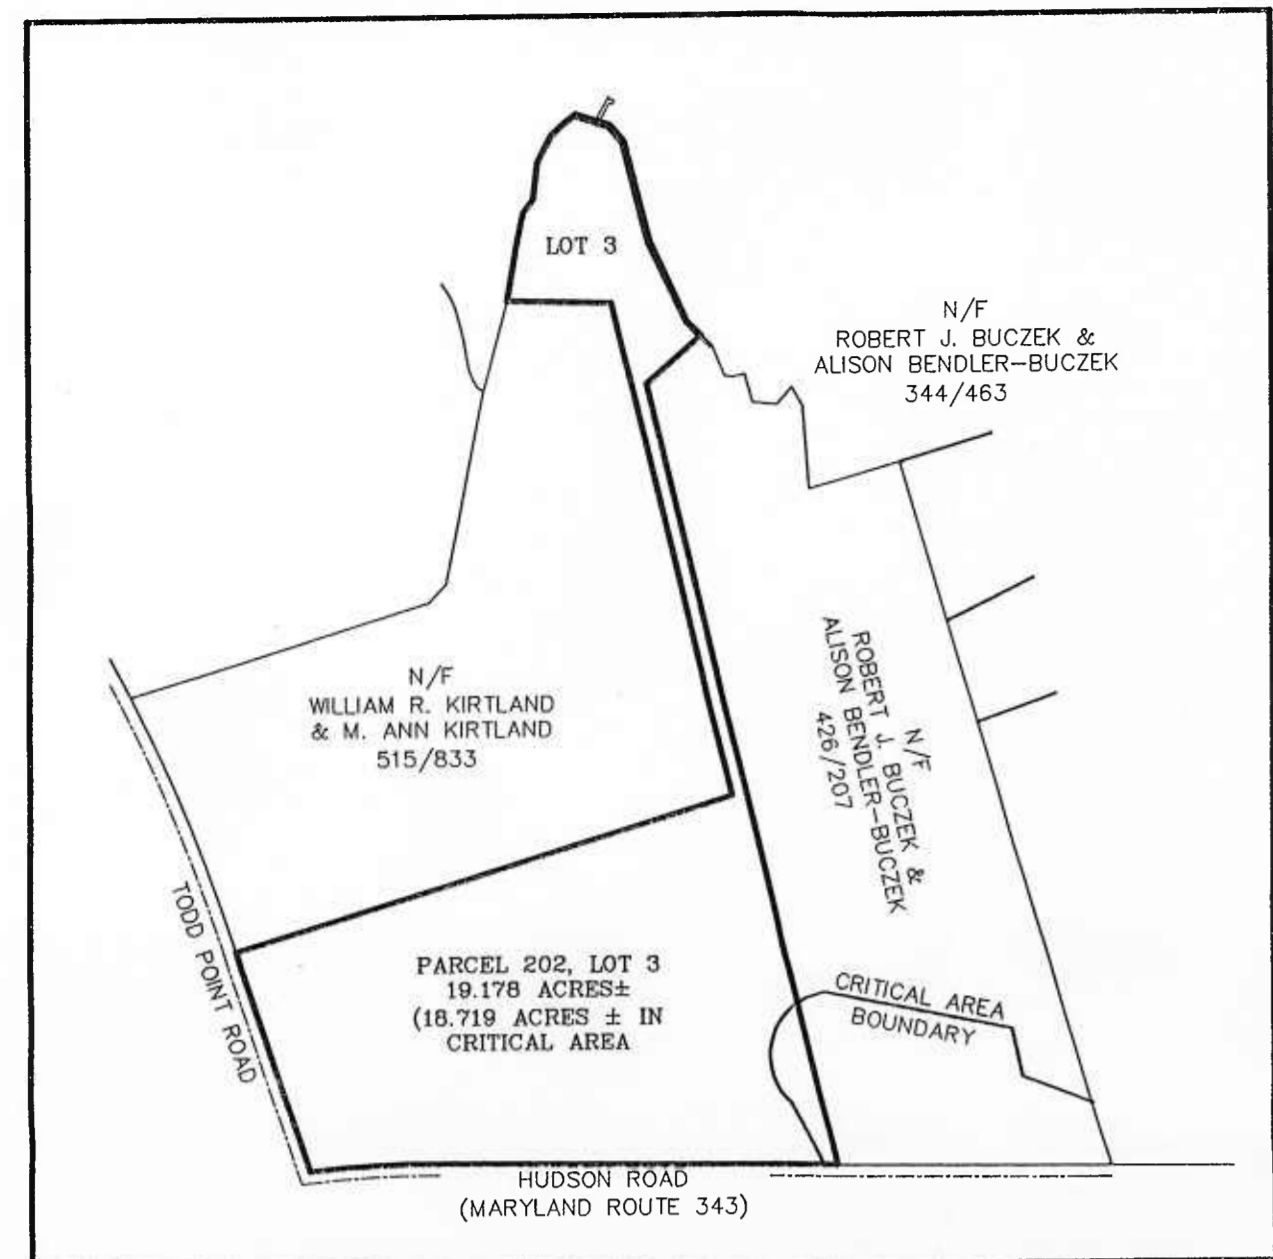 LOT 3
N/F
ROBERT J. BUCZEK &
ALISON BENDLER-BUCZEK
344/463
N/F
WILLIAM R. KIRTLAND
& M. ANN KIRTLAND
515/833
N/F
ROBERT J. BUCZEK &
ALISON BENDLER-BUCZEK
426/207
TODD POINT ROAD
PARCEL 202, LOT 3
19.178 ACRES±
(18.719 ACRES ± IN
CRITICAL AREA
CRITICAL AREA
BOUNDARY
HUDSON ROAD
(MARYLAND ROUTE 343)